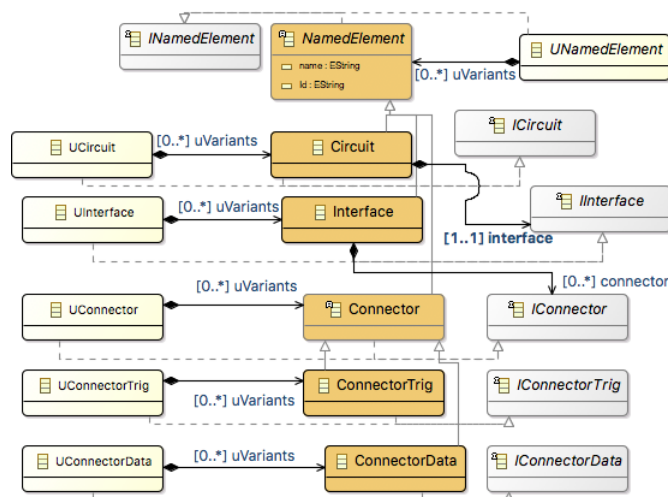 INamedElement
NamedElement
name : EString
Id : EString
UNamedElement
[0..*] uVariants
UCircuit
[0..*] uVariants
Circuit
ICircuit
UInterface
[0..*] uVariants
Interface
IInterface
[1..1] interface
[0..*] connector
UConnector
[0..*] uVariants
Connector
IConnector
UConnectorTrig
[0..*] uVariants
ConnectorTrig
IConnectorTrig
UConnectorData
[0..*] uVariants
ConnectorData
IConnectorData